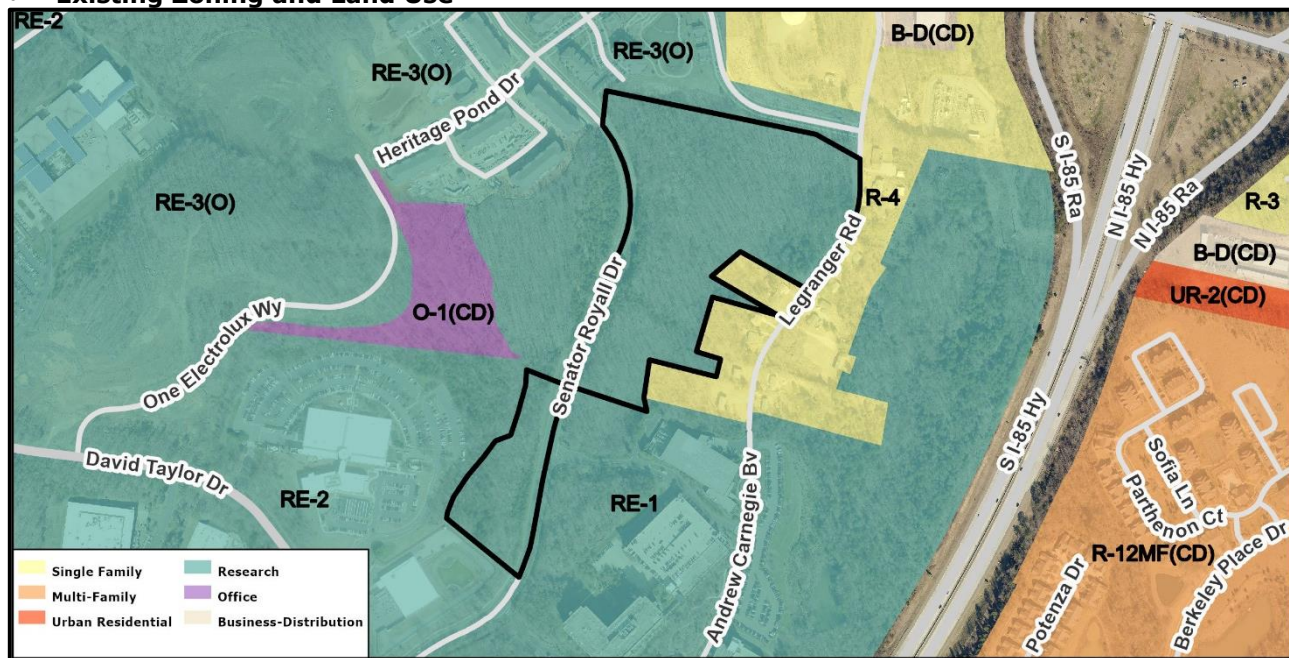 Existing Zoning and Land Use
RE-2
RE-3(O)
RE-3(O)
B-D(CD)
Heritage Pond Dr
RE-3(O)
R-4
S I-85 Ra
N I-85 Hy
N I-85 Ra
R-3
B-D(CD)
UR-2(CD)
One Electrolux Wy
O-1(CD)
Senator Royall Dr
Legranger Rd
S I-85 Hy
David Taylor Dr
RE-2
RE-1
Andrew Carnegie Bv
Sofia Ln
Parthenon Ct
R-12MF(CD)
Potenza Dr
Berkeley Place Dr
Single Family
Research
Multi-Family
Office
Urban Residential
Business-Distribution